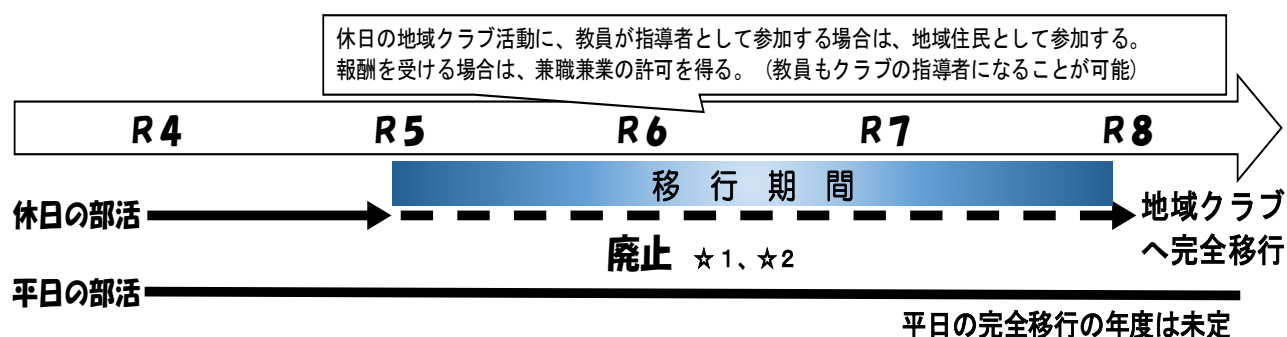 休日の地域クラブ活動に、教員が指導者として参加する場合は、地域住民として参加する。
報酬を受ける場合は、兼職兼業の許可を得る。（教員もクラブの指導者になることが可能）
R4 R5 R6 R7 R8
移行期間
休日の部活
地域クラブ
へ完全移行
廃止 ☆1、☆2
平日の部活
平日の完全移行の年度は未定